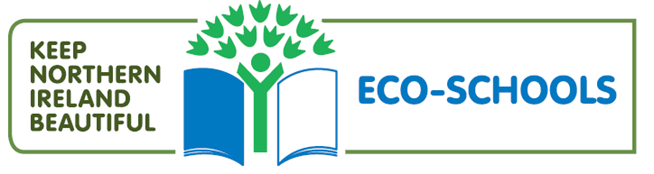 KEEP
NORTHERN
IRELAND
BEAUTIFUL
ECO-SCHOOLS